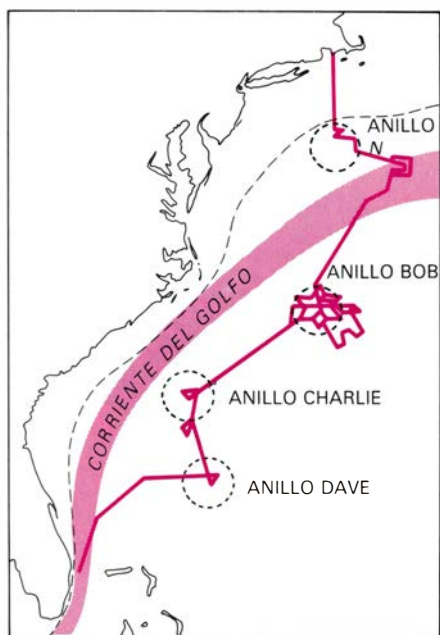 ANILLO
N
ANILLO BOB
CORRIENTE DEL GOLFO
ANILLO CHARLIE
ANILLO DAVE